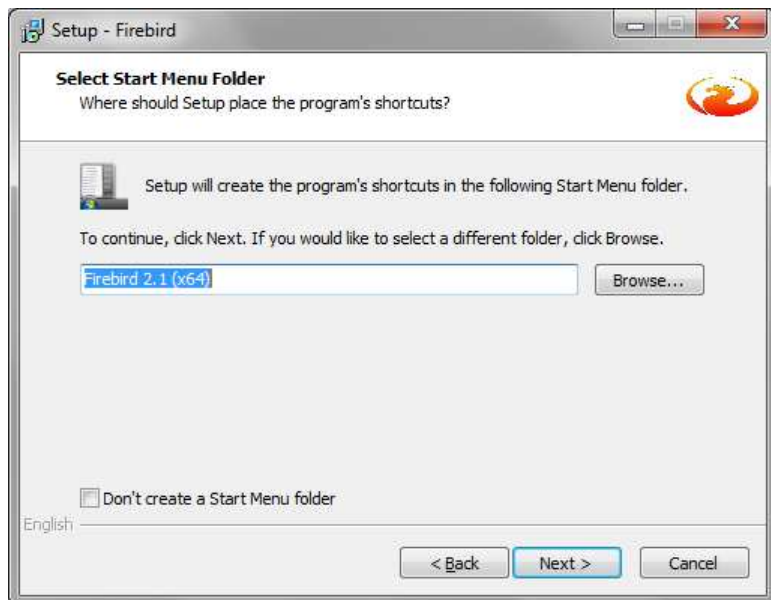 Setup - Firebird
Select Start Menu Folder
Where should Setup place the program's shortcuts?
Setup will create the program's shortcuts in the following Start Menu folder.
To continue, click Next. If you would like to select a different folder, click Browse.
Firebird 2.1 (x64)
Browse...
Don't create a Start Menu folder
English
< Back
Next >
Cancel